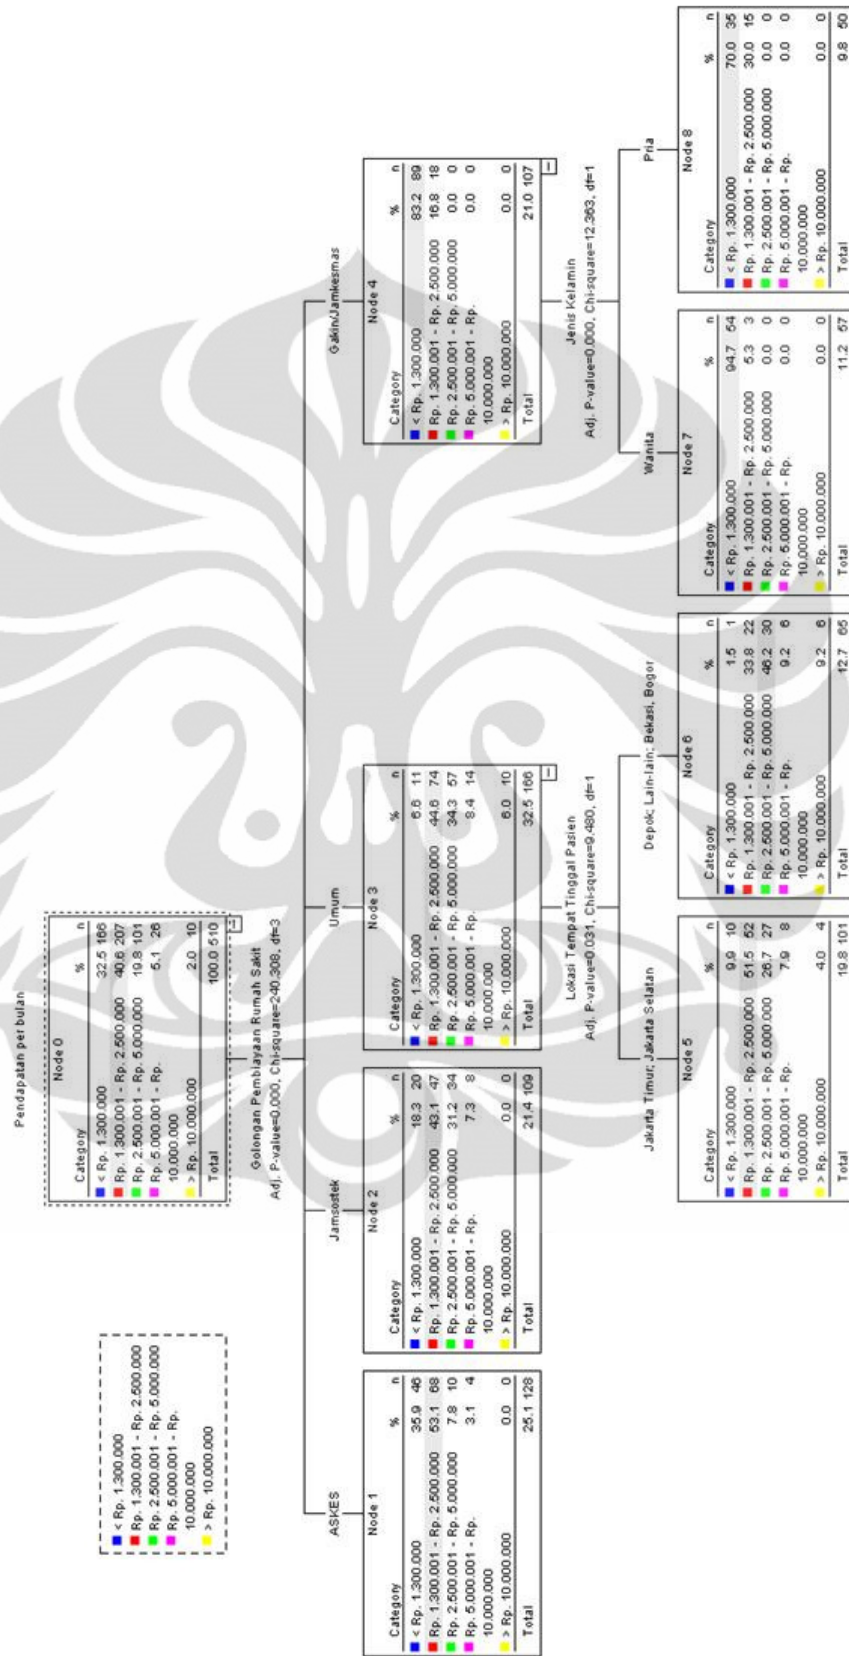 Pendapatan per bulan
< Rp. 1.300.000
Rp. 1.300.001 - Rp. 2.500.000
Rp. 2.500.001 - Rp. 5.000.000
Rp. 5.000.001 - Rp.
10.000.000
> Rp. 10.000.000
Node 0
Category % n
< Rp. 1.300.000 32.5 166
Rp. 1.300.001 - Rp. 2.500.000 40.6 207
Rp. 2.500.001 - Rp. 5.000.000 19.8 101
Rp. 5.000.001 - Rp. 5.1 26
10.000.000
> Rp. 10.000.000 2.0 10
Total 100.0 510
Golongan Pembiayaan Rumah Sakit
Adj. P-value=0.000, Chi-square=240.308, df=3
ASKES
Jamsostek
Umum
Gakin/Jamkesmas
Node 1
Category % n
< Rp. 1.300.000 35.9 46
Rp. 1.300.001 - Rp. 2.500.000 53.1 68
Rp. 2.500.001 - Rp. 5.000.000 7.8 10
Rp. 5.000.001 - Rp. 3.1 4
10.000.000
> Rp. 10.000.000 0.0 0
Total 25.1 128
Node 2
Category % n
< Rp. 1.300.000 18.3 20
Rp. 1.300.001 - Rp. 2.500.000 43.1 47
Rp. 2.500.001 - Rp. 5.000.000 31.2 34
Rp. 5.000.001 - Rp. 7.3 8
10.000.000
> Rp. 10.000.000 0.0 0
Total 21.4 109
Node 3
Category % n
< Rp. 1.300.000 6.6 11
Rp. 1.300.001 - Rp. 2.500.000 44.6 74
Rp. 2.500.001 - Rp. 5.000.000 34.3 57
Rp. 5.000.001 - Rp. 8.4 14
10.000.000
> Rp. 10.000.000 6.0 10
Total 32.5 166
Node 4
Category % n
< Rp. 1.300.000 83.2 89
Rp. 1.300.001 - Rp. 2.500.000 16.8 18
Rp. 2.500.001 - Rp. 5.000.000 0.0 0
Rp. 5.000.001 - Rp. 0.0 0
10.000.000
> Rp. 10.000.000 0.0 0
Total 21.0 107
Lokasi Tempat Tinggal Pasien
Adj. P-value=0.031, Chi-square=9.480, df=1
Jenis Kelamin
Adj. P-value=0.000, Chi-square=12.363, df=1
Jakarta Timur; Jakarta Selatan
Depok; Lain-lain; Bekasi; Bogor
Wanita
Pria
Node 5
Category % n
< Rp. 1.300.000 9.9 10
Rp. 1.300.001 - Rp. 2.500.000 51.5 52
Rp. 2.500.001 - Rp. 5.000.000 26.7 27
Rp. 5.000.001 - Rp. 7.9 8
10.000.000
> Rp. 10.000.000 4.0 4
Total 19.8 101
Node 6
Category % n
< Rp. 1.300.000 1.5 1
Rp. 1.300.001 - Rp. 2.500.000 33.8 22
Rp. 2.500.001 - Rp. 5.000.000 46.2 30
Rp. 5.000.001 - Rp. 9.2 6
10.000.000
> Rp. 10.000.000 9.2 6
Total 12.7 65
Node 7
Category % n
< Rp. 1.300.000 94.7 54
Rp. 1.300.001 - Rp. 2.500.000 5.3 3
Rp. 2.500.001 - Rp. 5.000.000 0.0 0
Rp. 5.000.001 - Rp. 0.0 0
10.000.000
> Rp. 10.000.000 0.0 0
Total 11.2 57
Node 8
Category % n
< Rp. 1.300.000 70.0 35
Rp. 1.300.001 - Rp. 2.500.000 30.0 15
Rp. 2.500.001 - Rp. 5.000.000 0.0 0
Rp. 5.000.001 - Rp. 0.0 0
10.000.000
> Rp. 10.000.000 0.0 0
Total 9.8 50